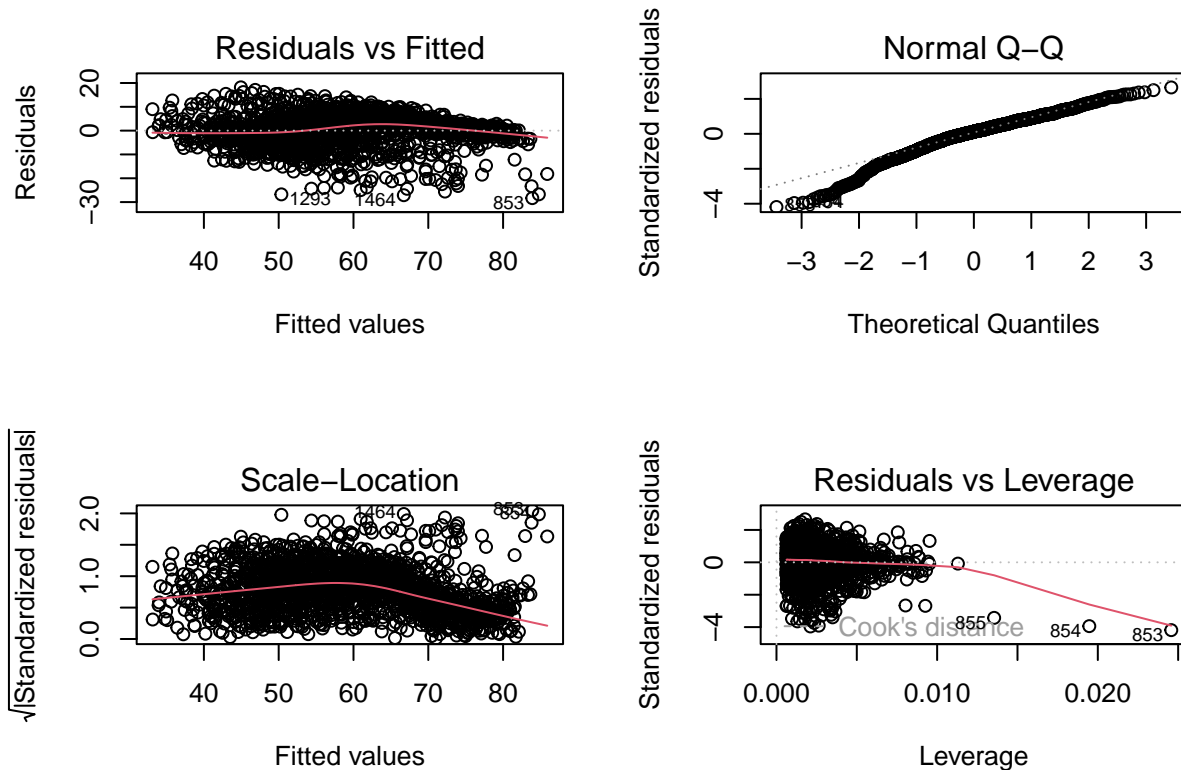 Residuals vs Fitted
Residuals
20
0
−30
1293
1464
853
40 50 60 70 80
Fitted values
Normal Q−Q
Standardized residuals
0
−4
−3 −2 −1 0 1 2 3
Theoretical Quantiles
Scale−Location
√|Standardized residuals|
2.0
1.0
0.0
1464
40 50 60 70 80
Fitted values
Residuals vs Leverage
Standardized residuals
0
−4
Cook's distance
855
854
853
0.000 0.010 0.020
Leverage